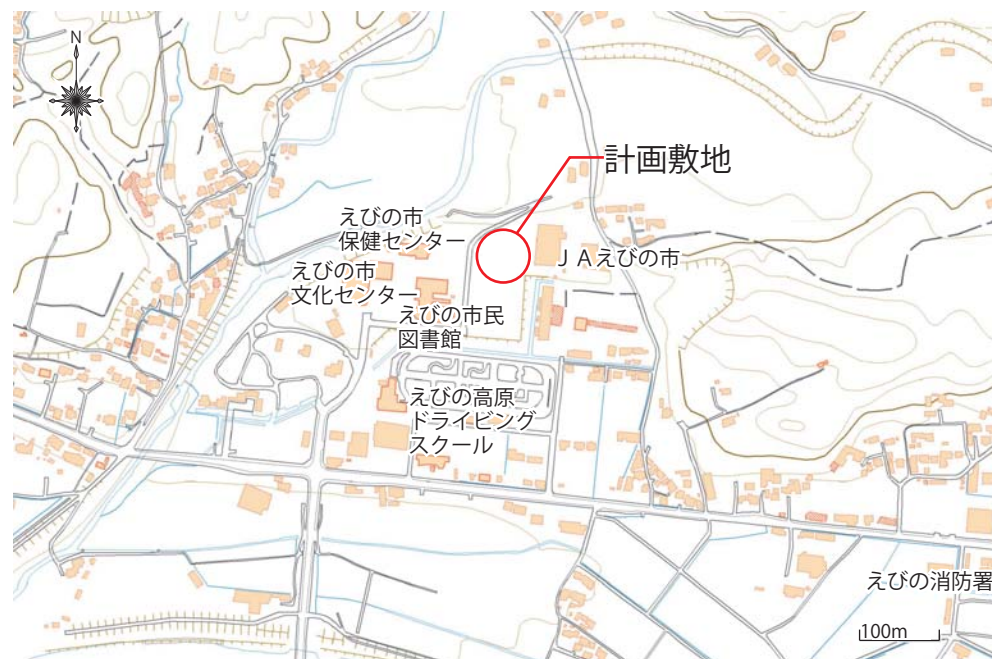 N
計画敷地
えびの市
保健センター
ＪＡえびの市
えびの市
文化センター
えびの市民
図書館
えびの高原
ドライビング
スクール
えびの消防署
100m